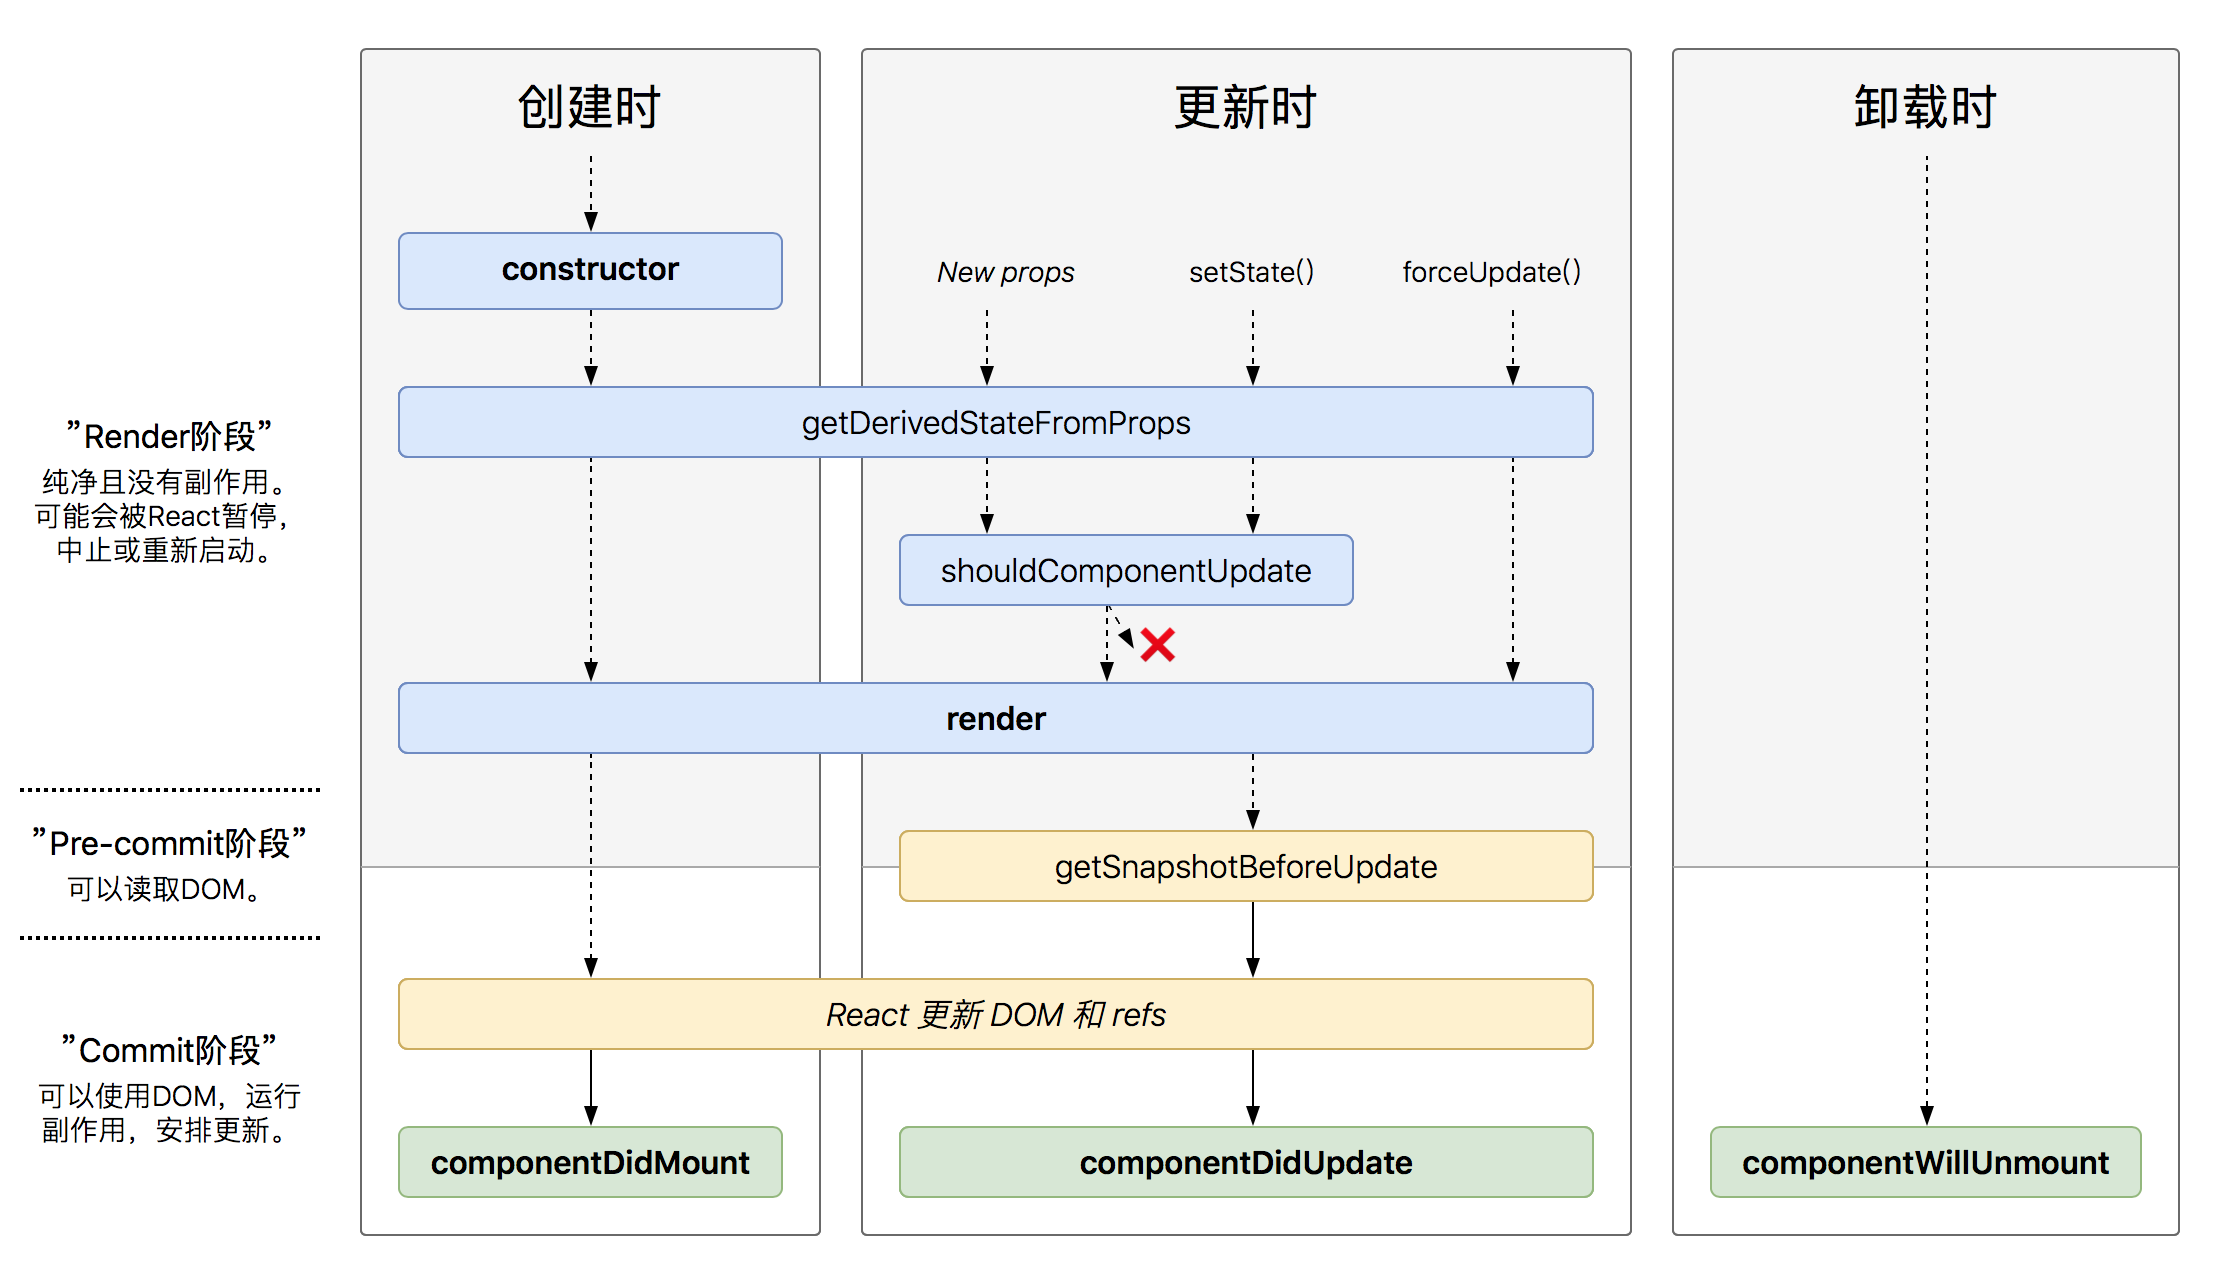 创建时
更新时
卸载时
constructor
New props
setState()
forceUpdate()
getDerivedStateFromProps
”Render阶段”
纯净且没有副作用。
可能会被React暂停，
中止或重新启动。
shouldComponentUpdate
render
”Pre-commit阶段”
可以读取DOM。
getSnapshotBeforeUpdate
React 更新 DOM 和 refs
”Commit阶段”
可以使用DOM，运行
副作用，安排更新。
componentDidMount
componentDidUpdate
componentWillUnmount